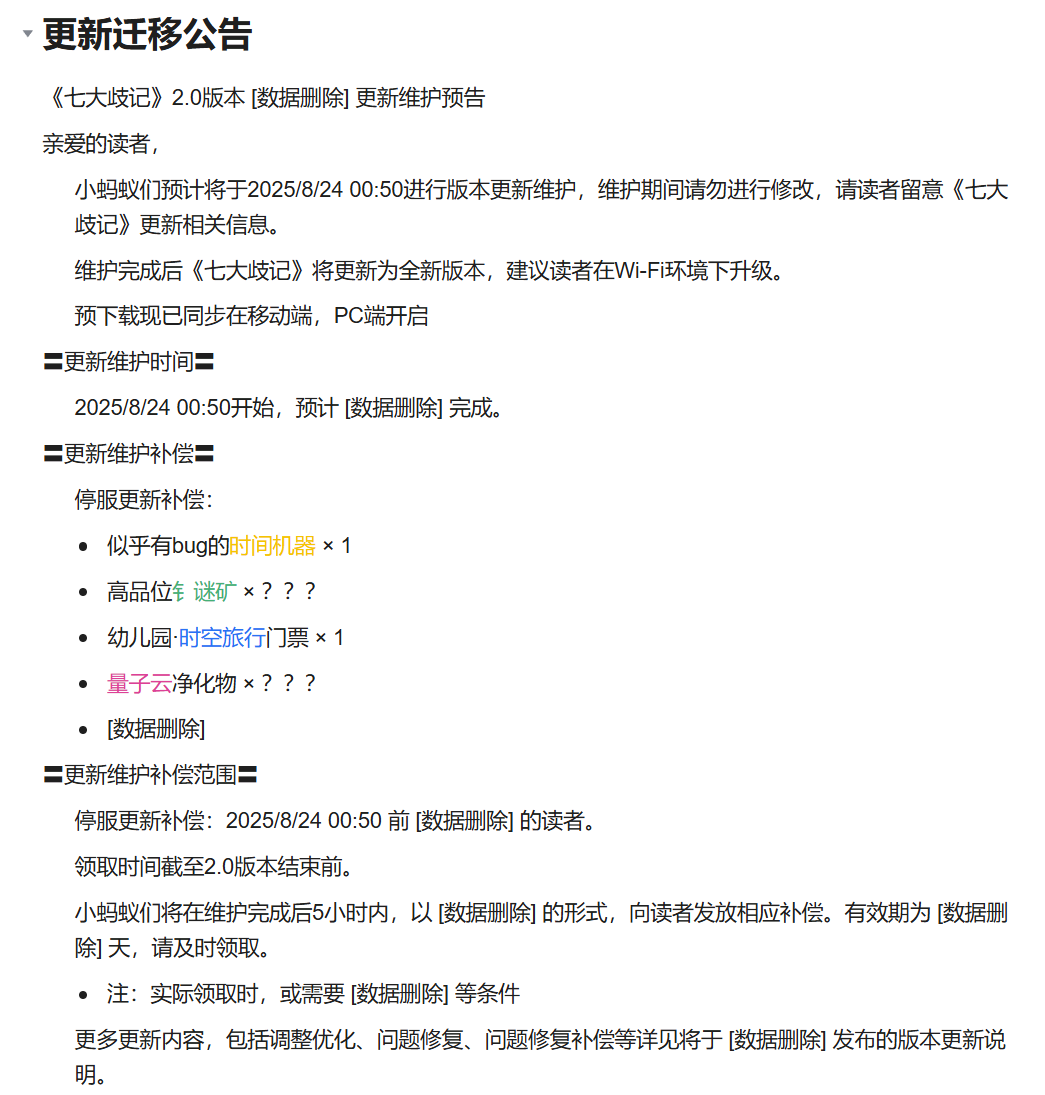 更新迁移公告
《七大歧记》2.0版本 [数据删除] 更新维护预告
亲爱的读者，
小蚂蚁们预计将于2025/8/24 00:50进行版本更新维护，维护期间请勿进行修改，请读者留意《七大
歧记》更新相关信息。
维护完成后《七大歧记》将更新为全新版本，建议读者在Wi-Fi环境下升级。
预下载现已同步在移动端，PC端开启
〓更新维护时间〓
2025/8/24 00:50开始，预计 [数据删除] 完成。
〓更新维护补偿〓
停服更新补偿：
• 似乎有bug的时间机器 × 1
• 高品位钅谜矿 × ？？？
• 幼儿园·时空旅行门票 × 1
• 量子云净化物 × ？？？
• [数据删除]
〓更新维护补偿范围〓
停服更新补偿：2025/8/24 00:50 前 [数据删除] 的读者。
领取时间截至2.0版本结束前。
小蚂蚁们将在维护完成后5小时内，以 [数据删除] 的形式，向读者发放相应补偿。有效期为 [数据删
除] 天，请及时领取。
• 注：实际领取时，或需要 [数据删除] 等条件
更多更新内容，包括调整优化、问题修复、问题修复补偿等详见将于 [数据删除] 发布的版本更新说
明。